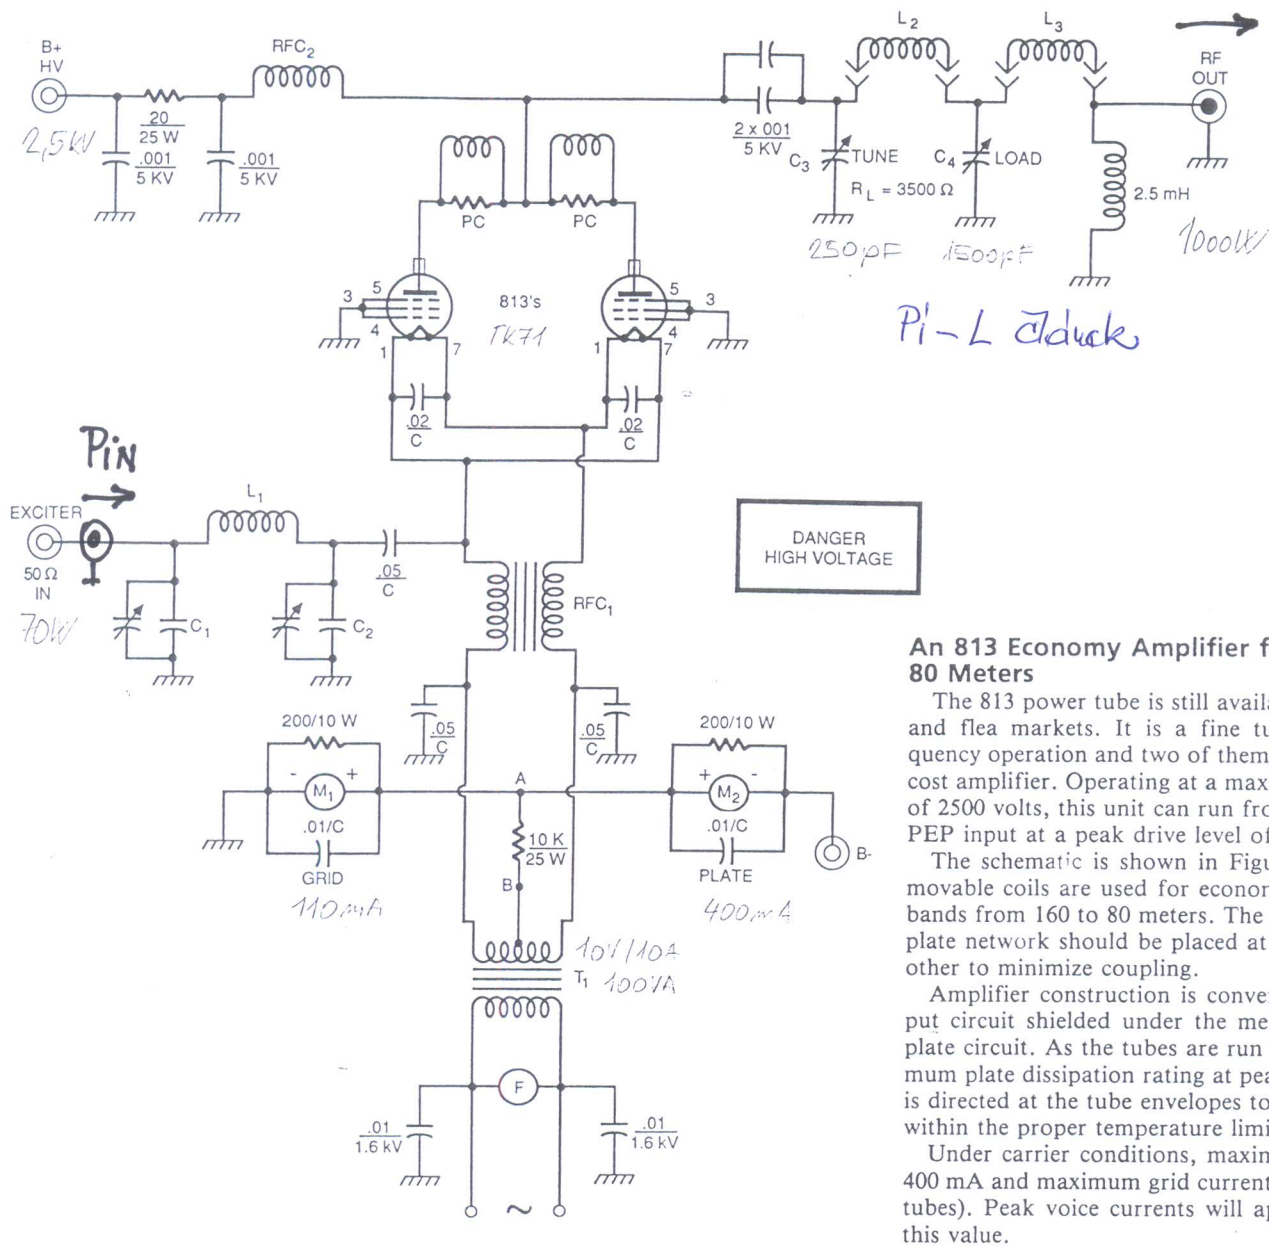 B+
HV
2,5kV
20
25 W
.001
5 KV
.001
5 KV
RFC2
PC
PC
2 x 001
5 KV
C3
TUNE
RL = 3500 Ω
250pF
C4
LOAD
1500pF
L2
L3
RF
OUT
2.5 mH
1000W
Pi-L
5
3
4
1
7
813's
5
3
4
1
7
.02
C
.02
C
PiN
EXCITER
50 Ω
IN
70W
L1
C1
C2
.05
C
RFC1
DANGER
HIGH VOLTAGE
.05
C
.05
C
200/10 W
- M1 +
.01/C
GRID
110mA
A
10 K
25 W
B
200/10 W
+ M2 -
.01/C
PLATE
400mA
B-
10V/10A
T1
100VA
F
.01
1.6 kV
.01
1.6 kV
~
An 813 Economy Amplifier f
80 Meters
The 813 power tube is still avail
and flea markets. It is a fine tu
quency operation and two of them
cost amplifier. Operating at a max
of 2500 volts, this unit can run fro
PEP input at a peak drive level of
The schematic is shown in Figu
movable coils are used for econom
bands from 160 to 80 meters. The
plate network should be placed at
other to minimize coupling.
Amplifier construction is conver
put circuit shielded under the me
plate circuit. As the tubes are run
mum plate dissipation rating at pea
is directed at the tube envelopes to
within the proper temperature limi
Under carrier conditions, maxin
400 mA and maximum grid current
tubes). Peak voice currents will ap
this value.